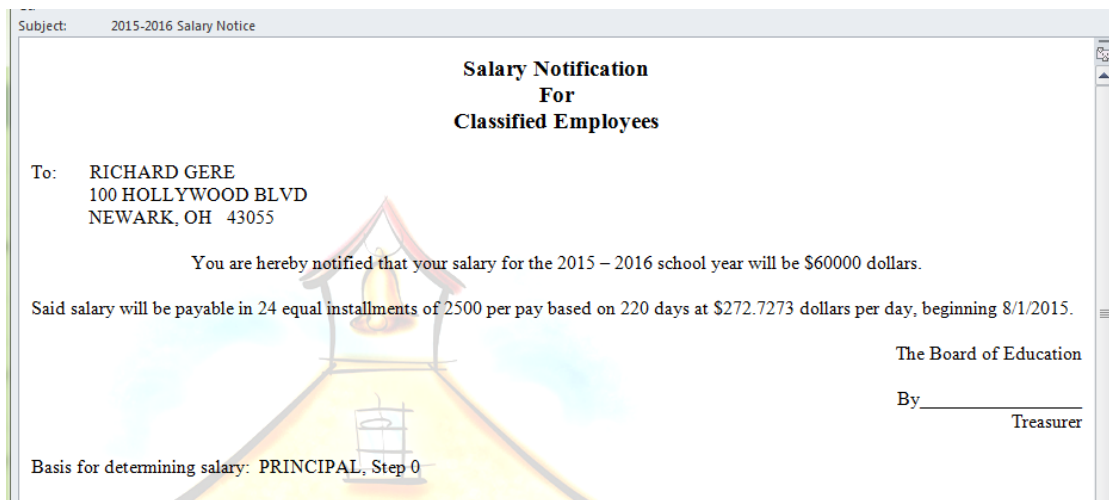 Subject: 2015-2016 Salary Notice
Salary Notification
For
Classified Employees
To: RICHARD GERE
100 HOLLYWOOD BLVD
NEWARK, OH 43055
You are hereby notified that your salary for the 2015 – 2016 school year will be $60000 dollars.
Said salary will be payable in 24 equal installments of 2500 per pay based on 220 days at $272.7273 dollars per day, beginning 8/1/2015.
The Board of Education
By_________________
Treasurer
Basis for determining salary: PRINCIPAL, Step 0